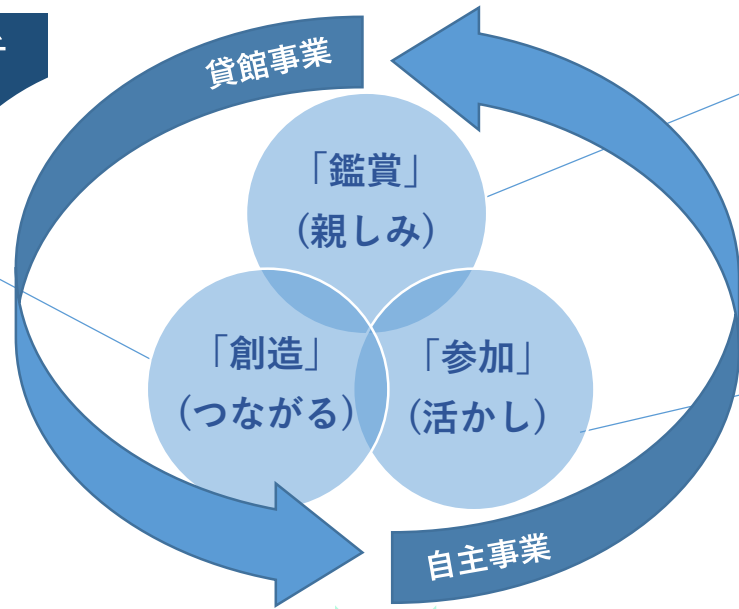 貸館事業
「鑑賞」
(親しみ)
「創造」
(つながる)
「参加」
(活かし)
自主事業